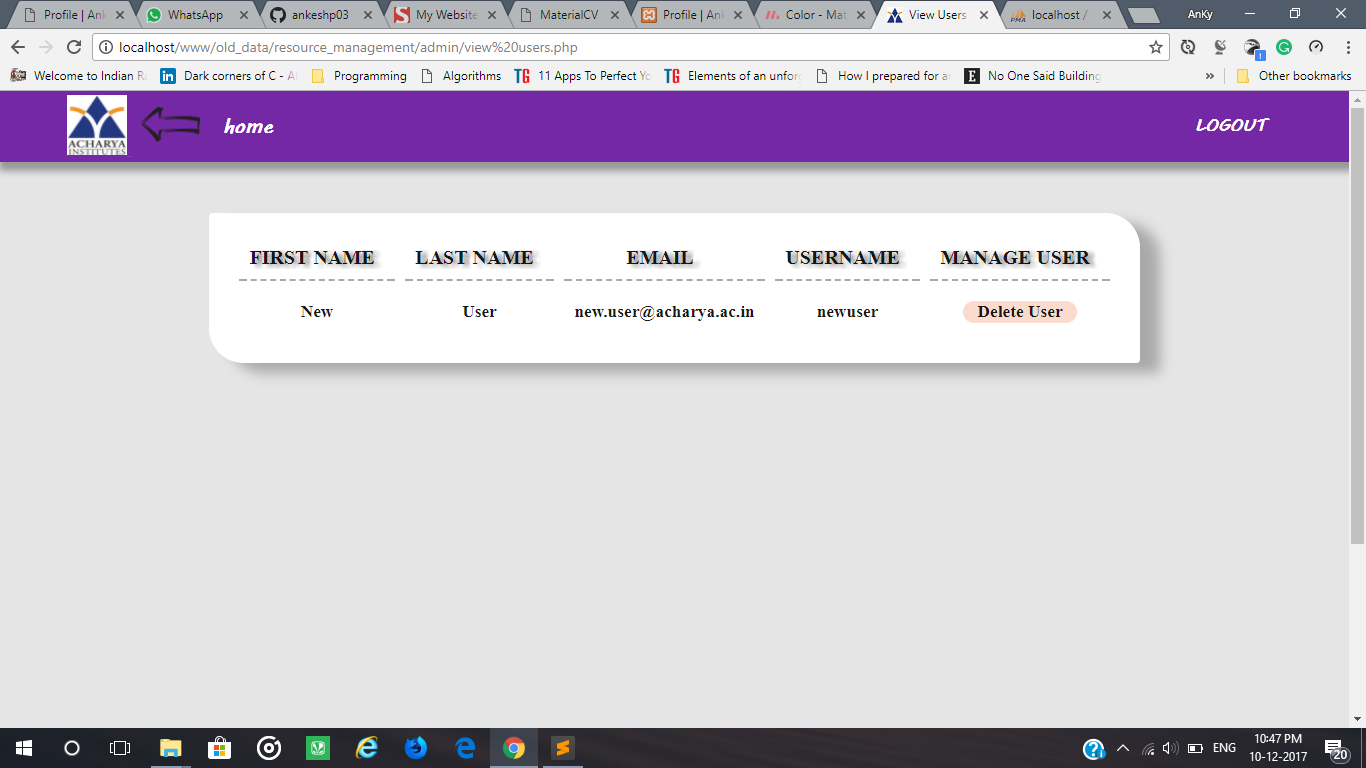 Profile | Ank
WhatsApp
ankeshp03
My Website
MaterialCV
Profile | Ank
Color - Mat
View Users
localhost /
AnKy
localhost/www/old_data/resource_management/admin/view%20users.php
Welcome to Indian Ra
Dark corners of C - A
Programming
Algorithms
TG 11 Apps To Perfect Yo
TG Elements of an unforg
How I prepared for a
E No One Said Building
» Other bookmarks
ACHARYA
INSTITUTES
home
LOGOUT
FIRST NAME LAST NAME EMAIL USERNAME MANAGE USER
New User new.user@acharya.ac.in newuser Delete User
ENG
10:47 PM
10-12-2017
20